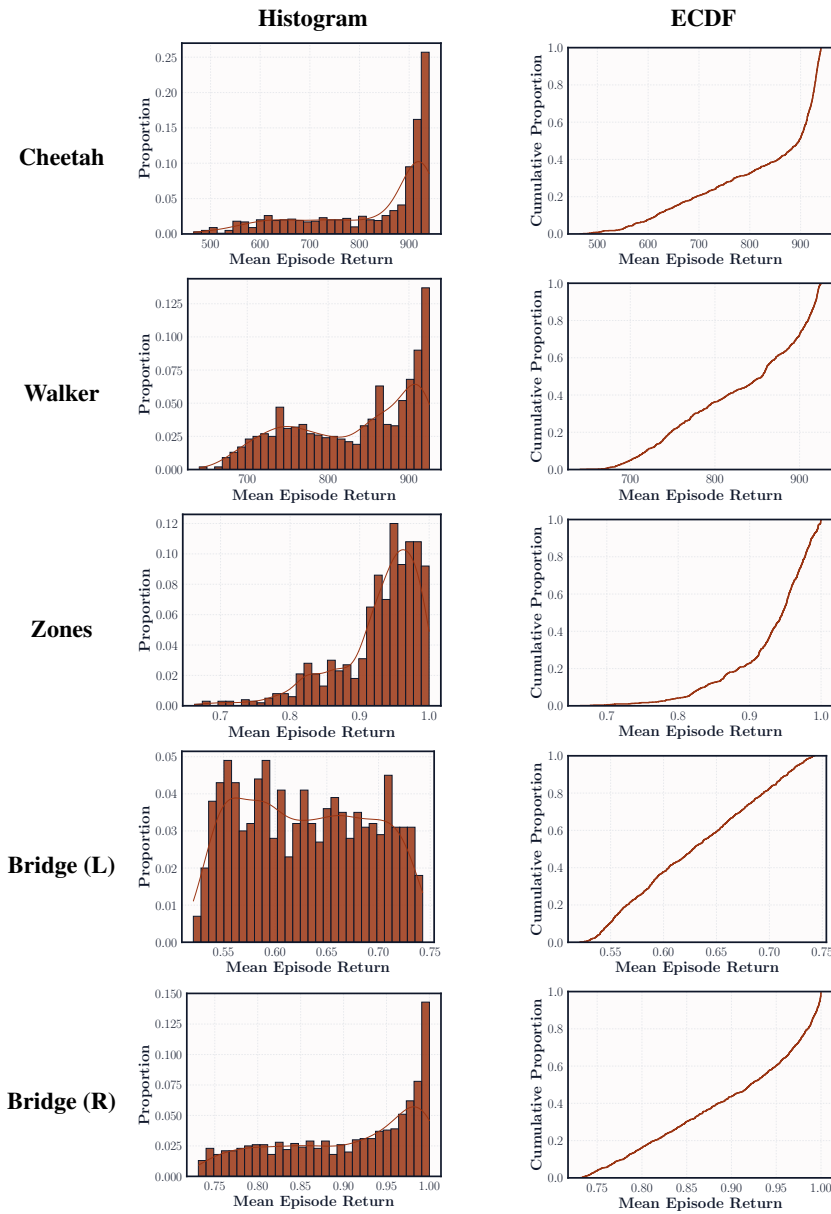 Histogram
ECDF
Cheetah
Proportion
0.25
0.20
0.15
0.10
0.05
0.00
500 600 700 800 900
Mean Episode Return
Cumulative Proportion
1.0
0.8
0.6
0.4
0.2
0.0
500 600 700 800 900
Mean Episode Return
Walker
Proportion
0.125
0.100
0.075
0.050
0.025
0.000
700 800 900
Mean Episode Return
Cumulative Proportion
1.0
0.8
0.6
0.4
0.2
0.0
700 800 900
Mean Episode Return
Zones
Proportion
0.12
0.10
0.08
0.06
0.04
0.02
0.00
0.7 0.8 0.9 1.0
Mean Episode Return
Cumulative Proportion
1.0
0.8
0.6
0.4
0.2
0.0
0.7 0.8 0.9 1.0
Mean Episode Return
Bridge (L)
Proportion
0.05
0.04
0.03
0.02
0.01
0.00
0.55 0.60 0.65 0.70 0.75
Mean Episode Return
Cumulative Proportion
1.0
0.8
0.6
0.4
0.2
0.0
0.55 0.60 0.65 0.70 0.75
Mean Episode Return
Bridge (R)
Proportion
0.150
0.125
0.100
0.075
0.050
0.025
0.000
0.75 0.80 0.85 0.90 0.95 1.00
Mean Episode Return
Cumulative Proportion
1.0
0.8
0.6
0.4
0.2
0.0
0.75 0.80 0.85 0.90 0.95 1.00
Mean Episode Return